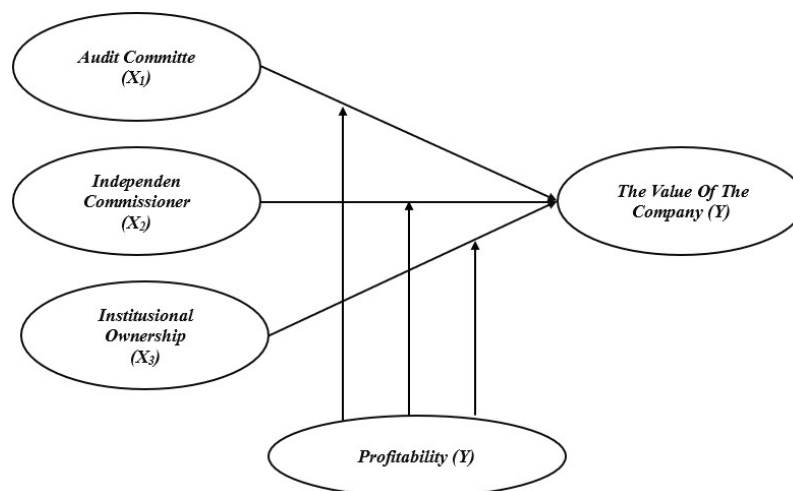 Audit Committe
(X₁)
Independen
Commissioner
(X₂)
The Value Of The
Company (Y)
Institusional
Ownership
(X₃)
Profitability (Y)